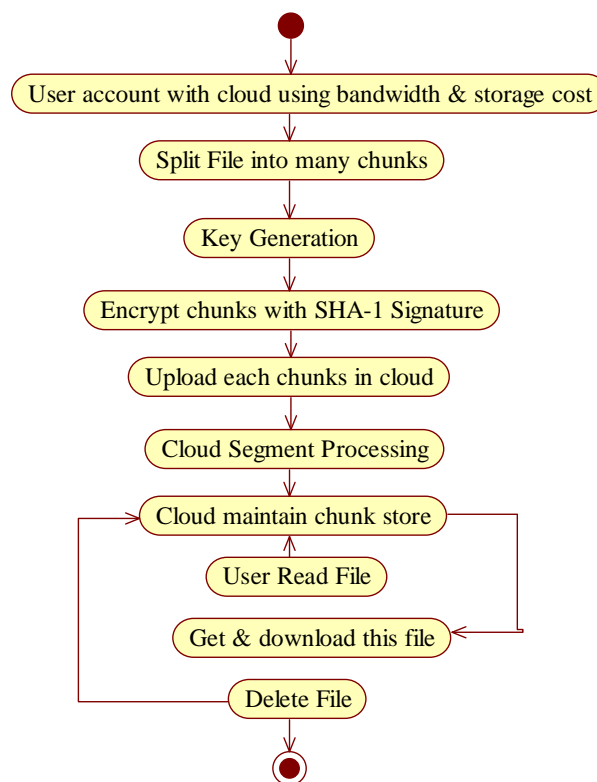 User account with cloud using bandwidth & storage cost
Split File into many chunks
Key Generation
Encrypt chunks with SHA-1 Signature
Upload each chunks in cloud
Cloud Segment Processing
Cloud maintain chunk store
User Read File
Get & download this file
Delete File